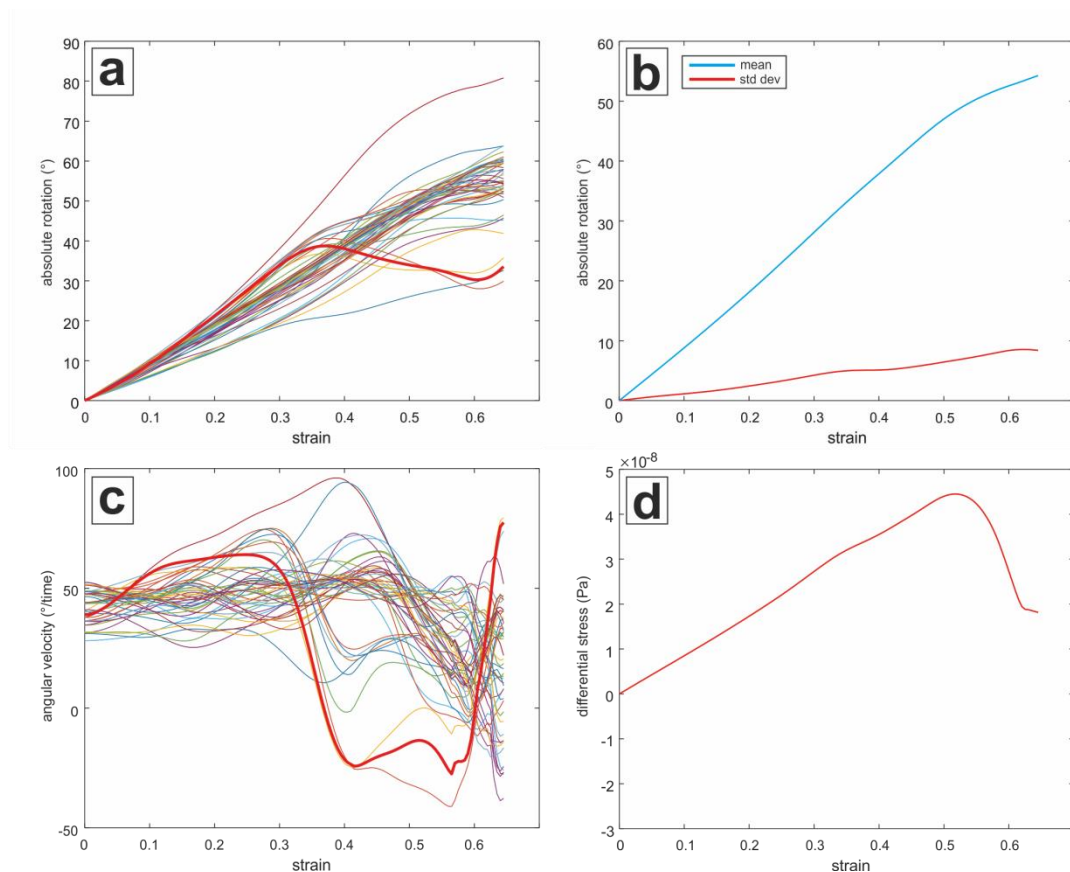 a
90
80
70
60
50
40
30
20
10
0
absolute rotation (°)
0 0.1 0.2 0.3 0.4 0.5 0.6
strain
b
mean
std dev
60
50
40
30
20
10
0
absolute rotation (°)
0 0.1 0.2 0.3 0.4 0.5 0.6
strain
c
100
50
0
-50
angular velocity (°/time)
0 0.1 0.2 0.3 0.4 0.5 0.6
strain
d
×10-8
5
4
3
2
1
0
-1
-2
-3
differential stress (Pa)
0 0.1 0.2 0.3 0.4 0.5 0.6
strain